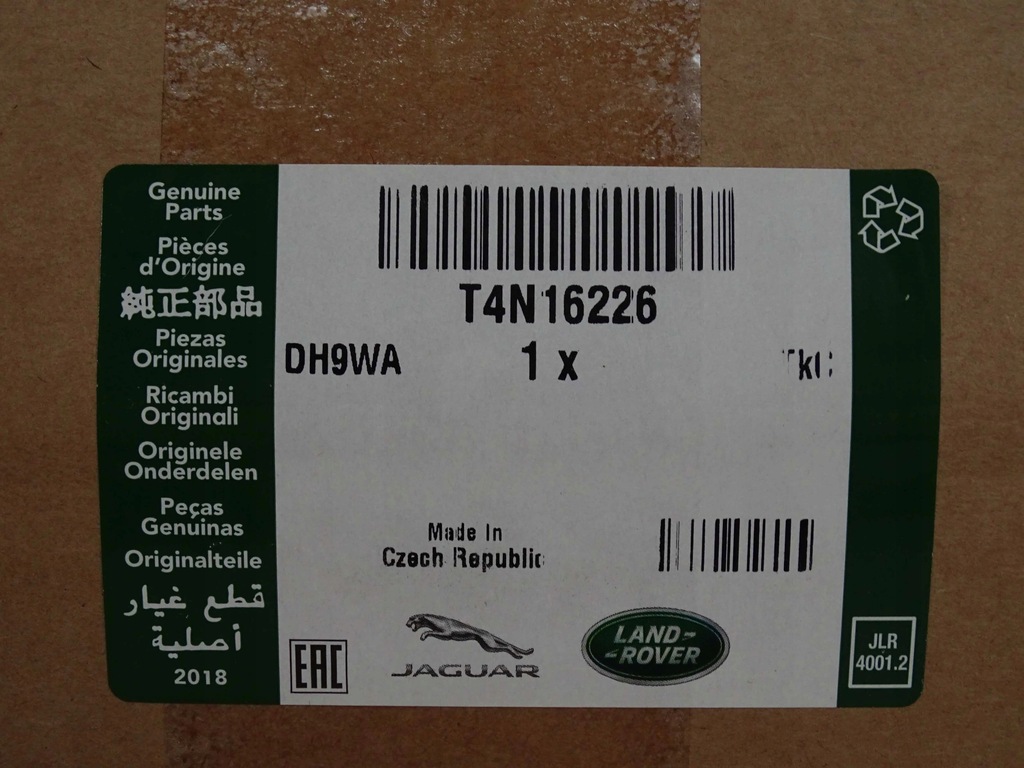 Genuine
Parts
Pièces
d'Origine
純正部品
Piezas
Originales
Ricambi
Originali
Originele
Onderdelen
Peças
Genuinas
Originalteile
قطع غيار
أصلية
2018
T4N16226
DH9WA 1 x
Made In
Czech Republic
EAC
JAGUAR
LAND-
-ROVER
JLR
4001.2